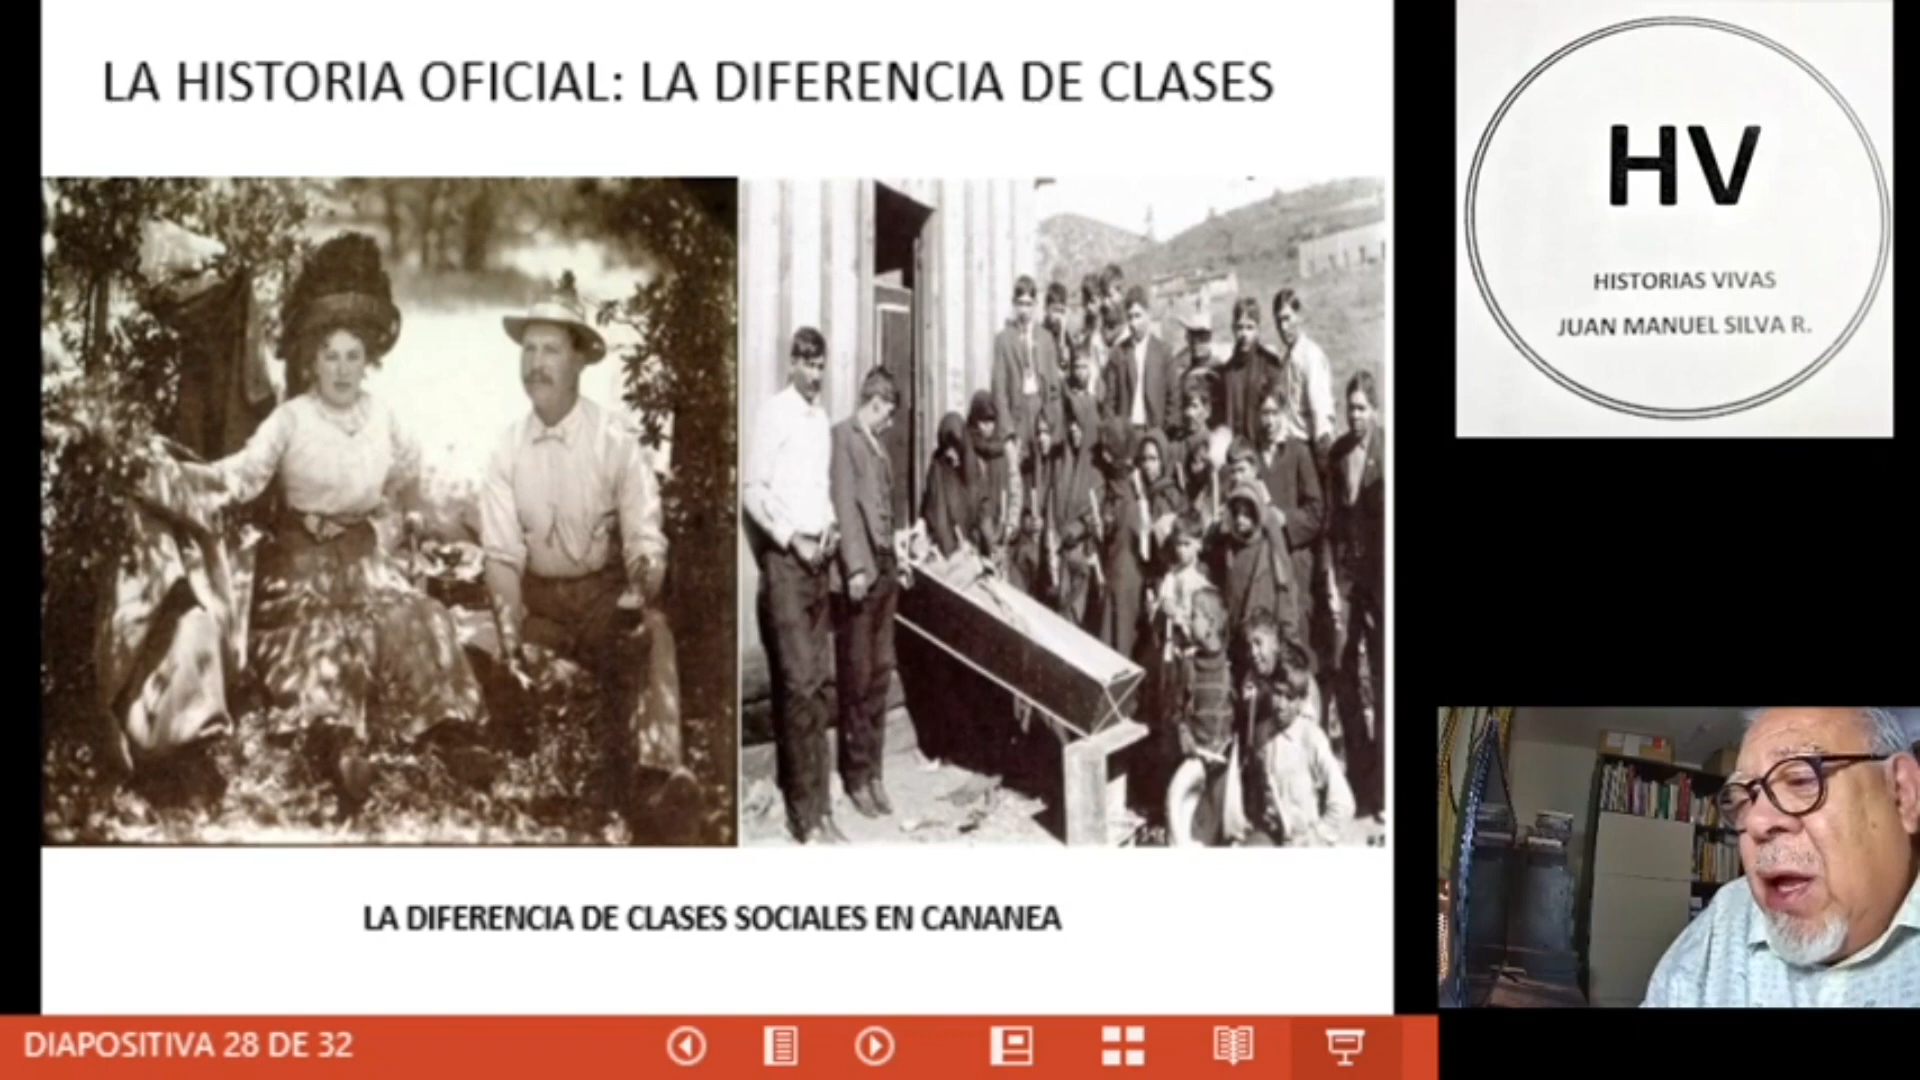 LA HISTORIA OFICIAL: LA DIFERENCIA DE CLASES
HV
HISTORIAS VIVAS
JUAN MANUEL SILVA R.
LA DIFERENCIA DE CLASES SOCIALES EN CANANEA
DIAPOSITIVA 28 DE 32